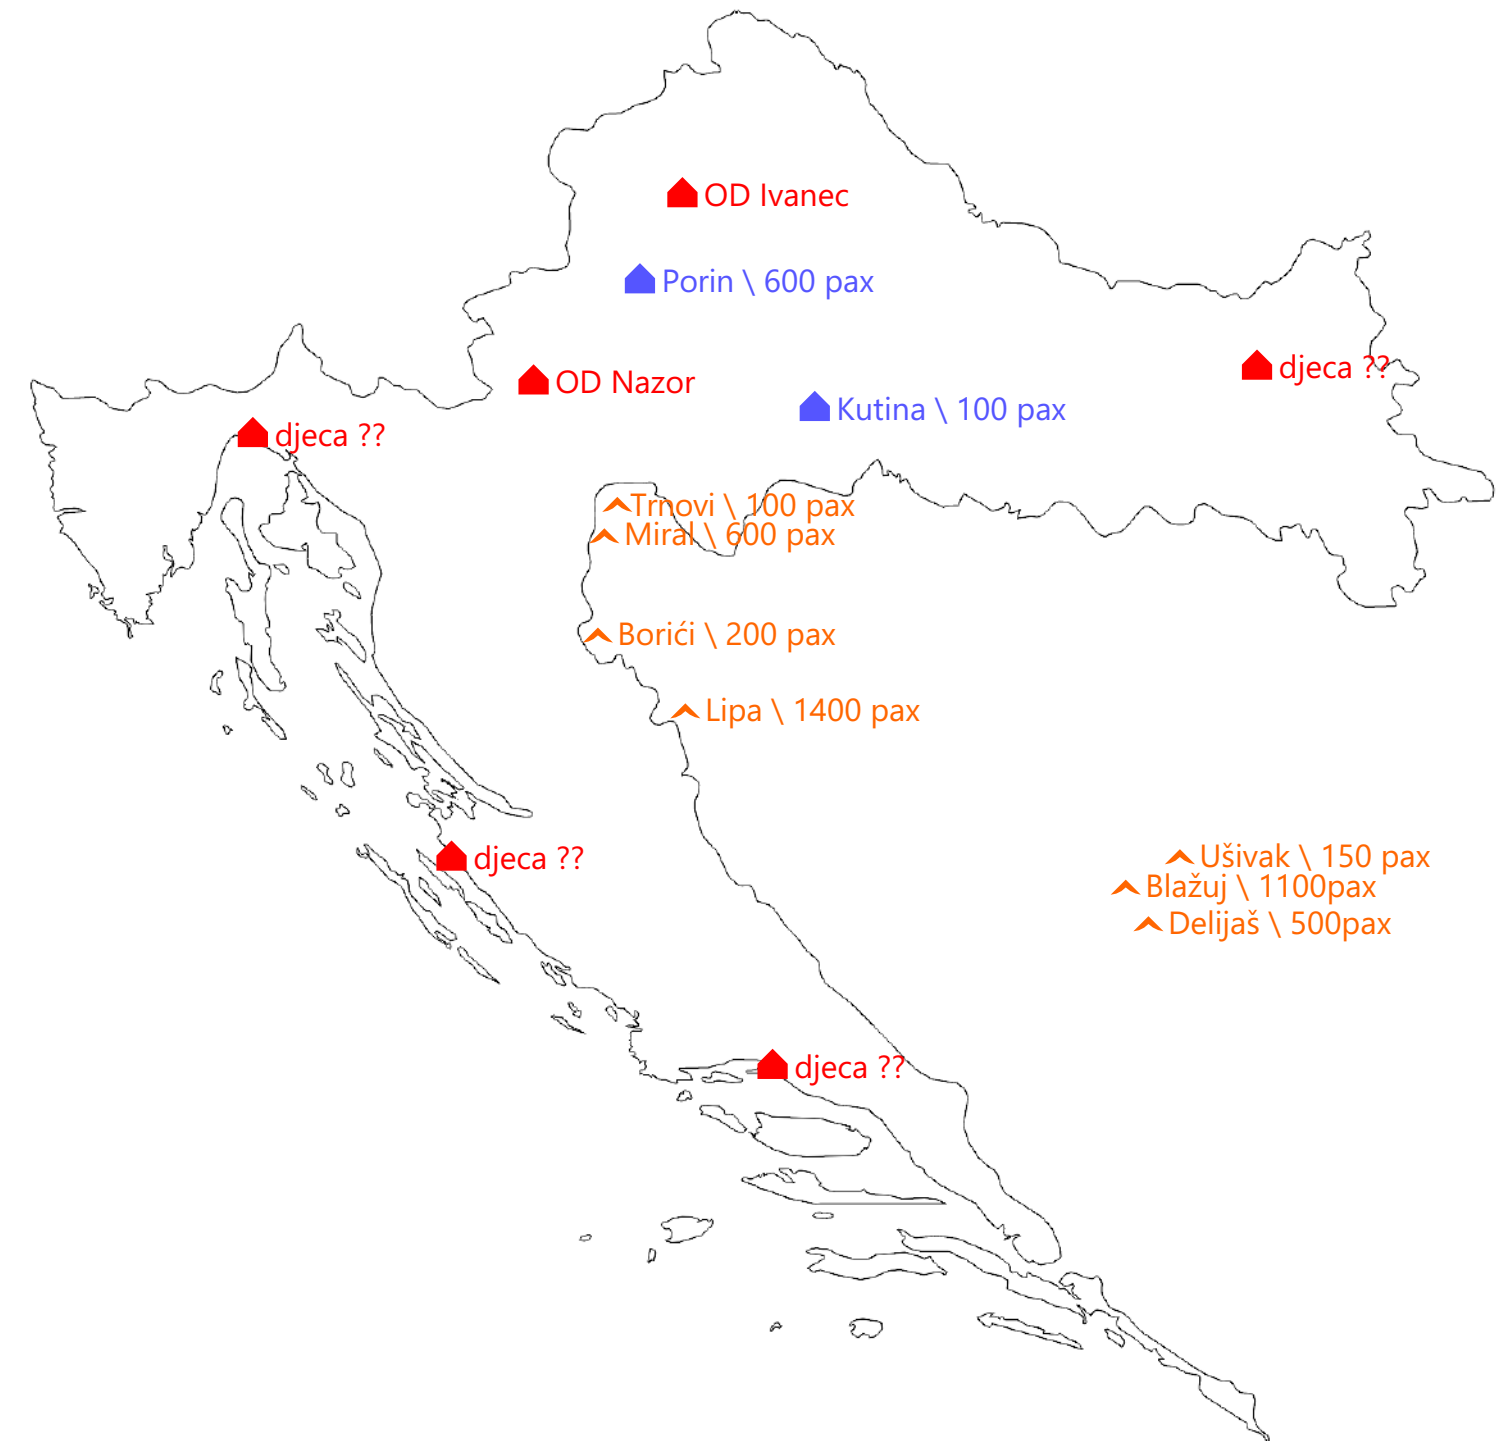 OD Ivanec
Porin \ 600 pax
djeca ??
OD Nazor
Kutina \ 100 pax
djeca ??
Trnovi \ 100 pax
Miral \ 600 pax
Borići \ 200 pax
Lipa \ 1400 pax
djeca ??
Ušivak \ 150 pax
Blažuj \ 1100pax
Delijaš \ 500pax
djeca ??